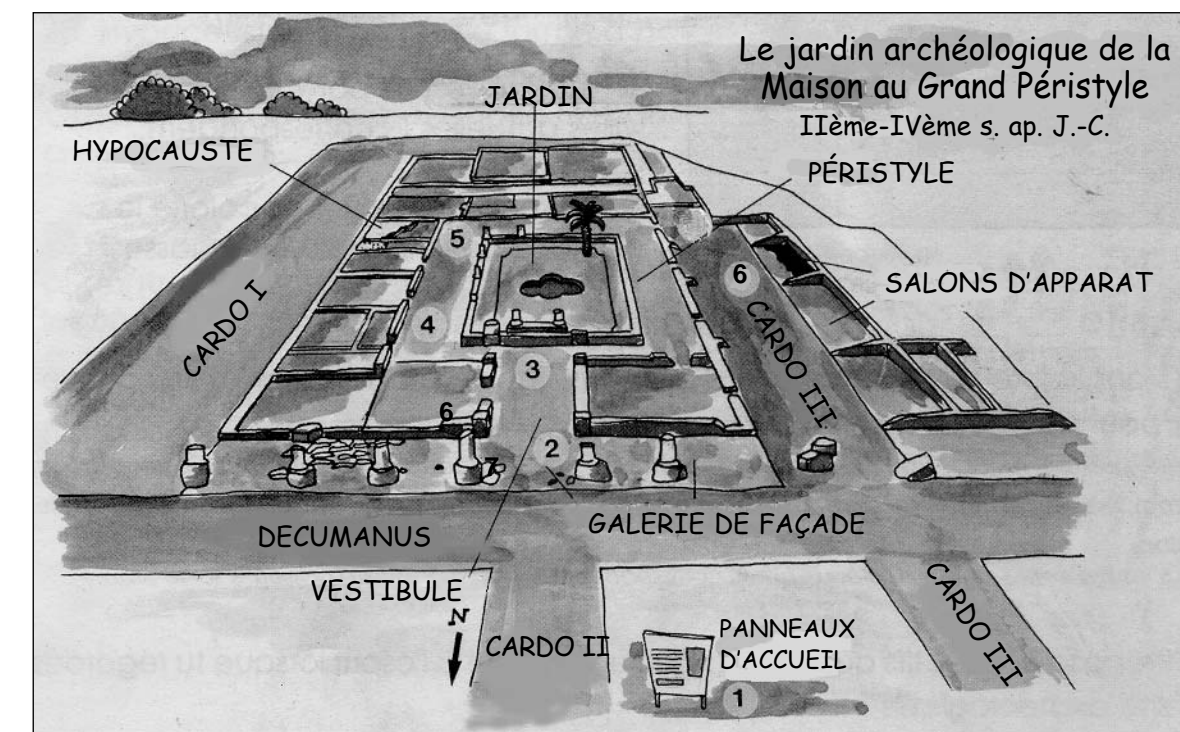 Le jardin archéologique de la
Maison au Grand Péristyle
IIème-IVème s. ap. J.-C.
JARDIN
HYPOCAUSTE
PÉRISTYLE
5
6
SALONS D'APPARAT
CARDO I
4
CARDO III
3
6
2
7
GALERIE DE FAÇADE
DECUMANUS
VESTIBULE
N
CARDO II
PANNEAUX
D'ACCUEIL
1
CARDO III